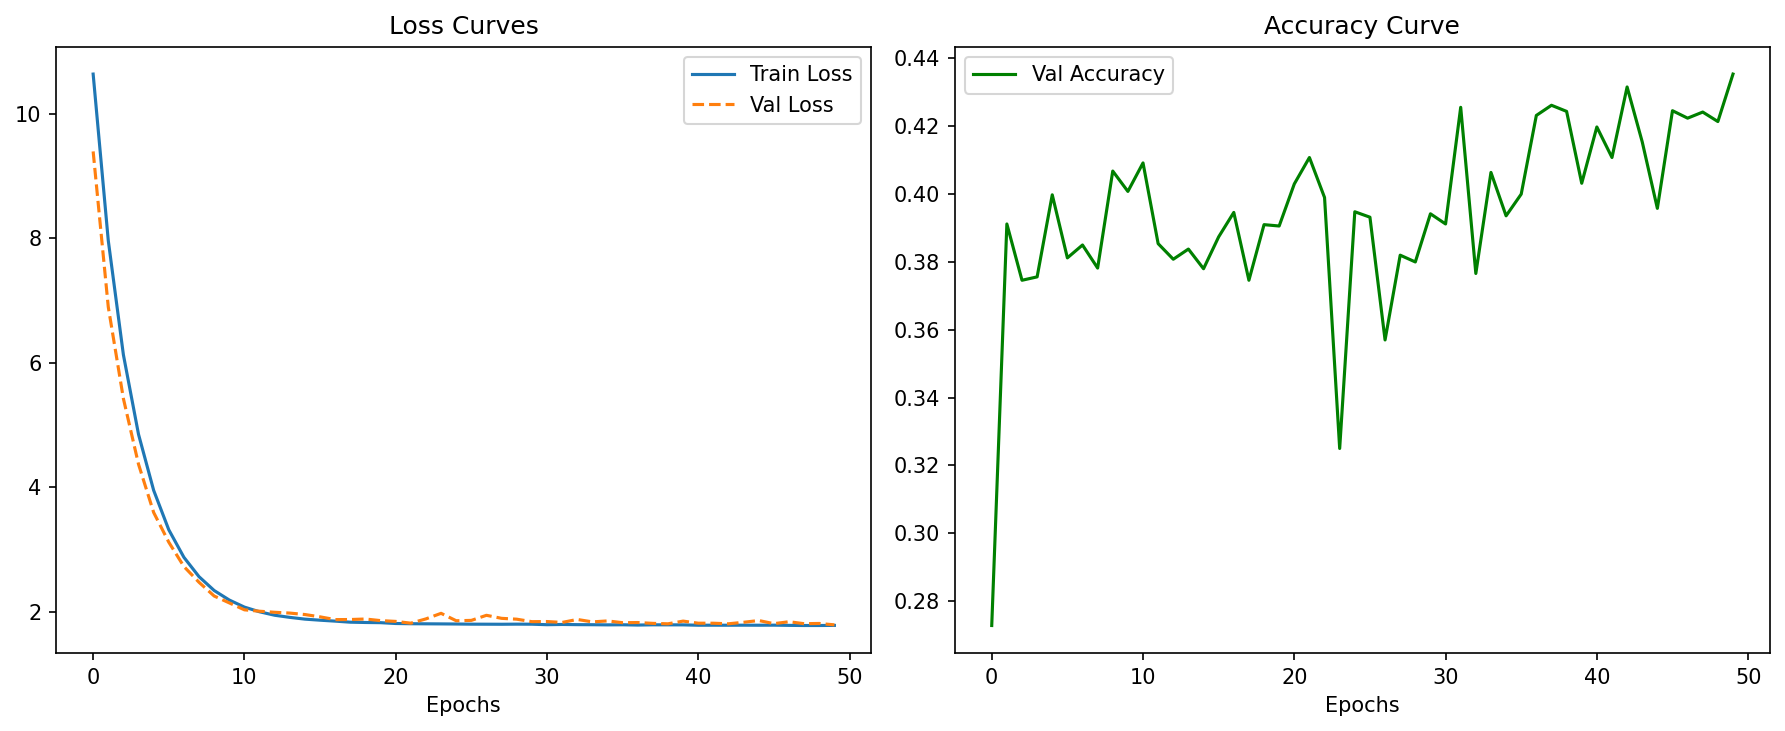 Loss Curves
Train Loss
Val Loss
10
8
6
4
2
0 10 20 30 40 50
Epochs
Accuracy Curve
Val Accuracy
0.44
0.42
0.40
0.38
0.36
0.34
0.32
0.30
0.28
0 10 20 30 40 50
Epochs